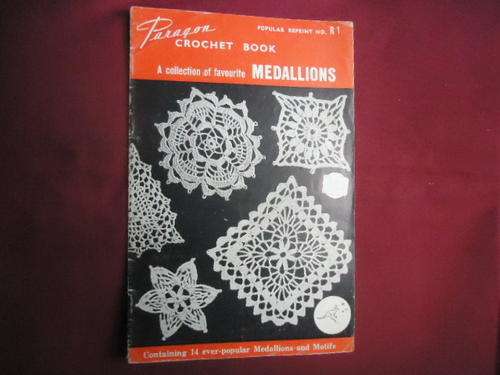 Paragon
CROCHET BOOK
POPULAR REPRINT NO. R1
A collection of favourite MEDALLIONS
Containing 14 ever-popular Medallions and Motifs